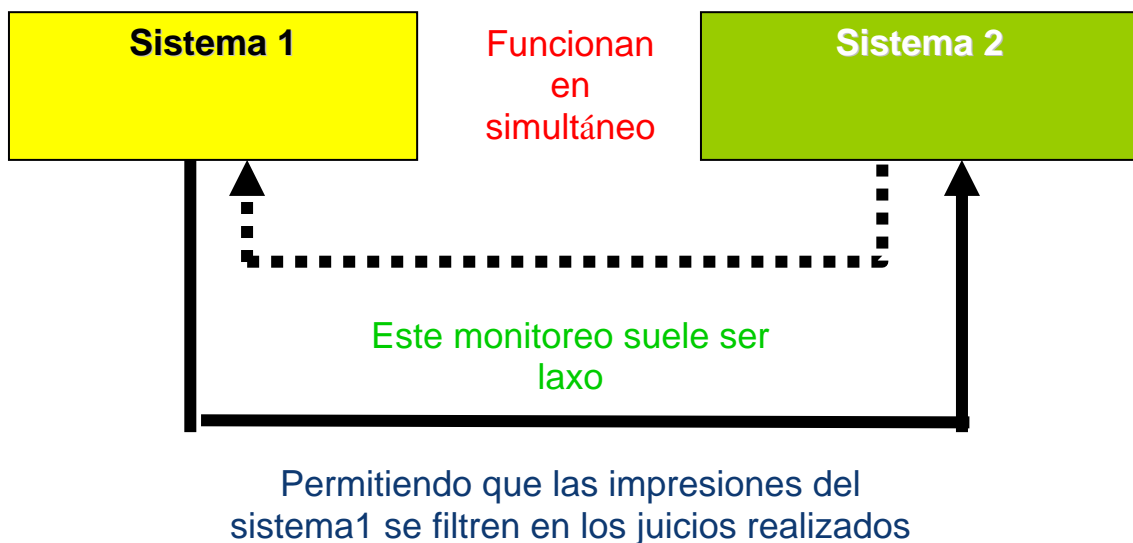 Sistema 1
Funcionan
en
simultáneo
Sistema 2
Este monitoreo suele ser
laxo
Permitiendo que las impresiones del
sistema1 se filtren en los juicios realizados